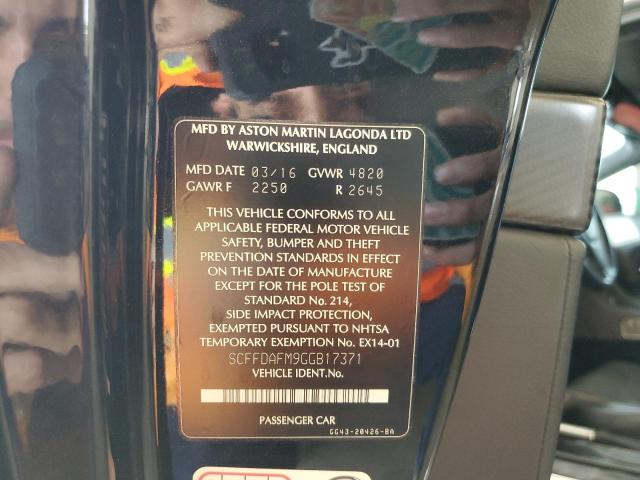 MFD BY ASTON MARTIN LAGONDA LTD
WARWICKSHIRE, ENGLAND
MFD DATE 03/16 GVWR 4820
GAWR F 2250 R 2645
THIS VEHICLE CONFORMS TO ALL
APPLICABLE FEDERAL MOTOR VEHICLE
SAFETY, BUMPER AND THEFT
PREVENTION STANDARDS IN EFFECT
ON THE DATE OF MANUFACTURE
EXCEPT FOR THE POLE TEST OF
STANDARD No. 214,
SIDE IMPACT PROTECTION,
EXEMPTED PURSUANT TO NHTSA
TEMPORARY EXEMPTION No. EX14-01
SCFFDAFM9GGB17371
VEHICLE IDENT.No.
PASSENGER CAR
GG43-20426-BA